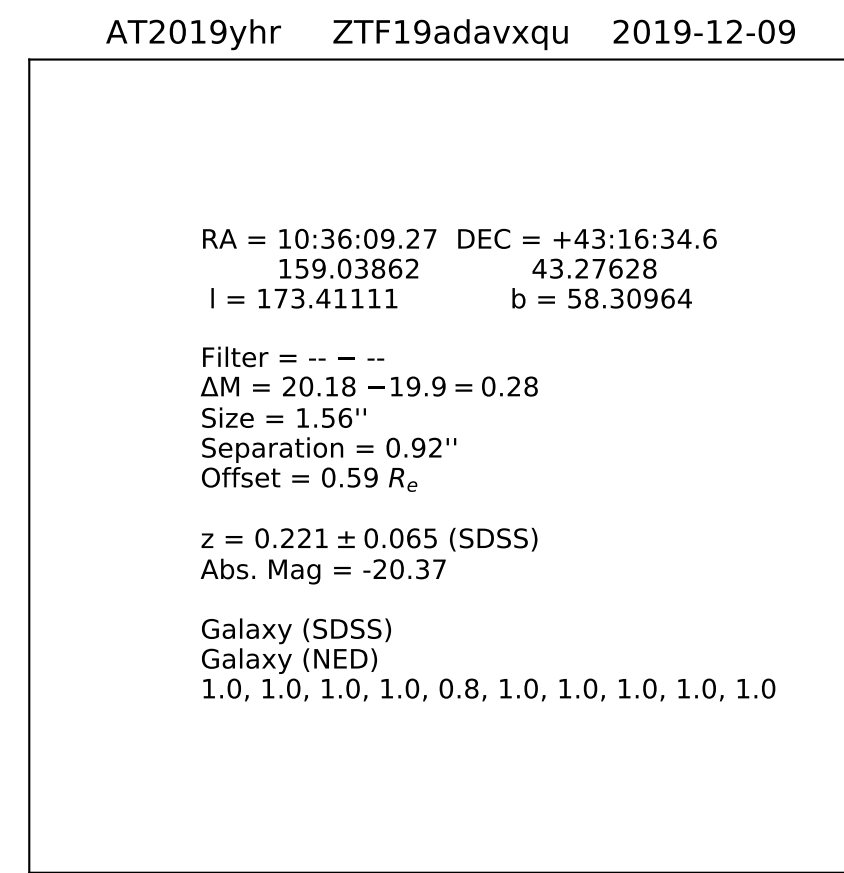 AT2019yhr ZTF19adavxqu 2019-12-09
RA = 10:36:09.27 DEC = +43:16:34.6
159.03862 43.27628
l = 173.41111 b = 58.30964
Filter = -- − --
ΔM = 20.18 −19.9 = 0.28
Size = 1.56''
Separation = 0.92''
Offset = 0.59 Rₑ
z = 0.221 ± 0.065 (SDSS)
Abs. Mag = -20.37
Galaxy (SDSS)
Galaxy (NED)
1.0, 1.0, 1.0, 1.0, 0.8, 1.0, 1.0, 1.0, 1.0, 1.0